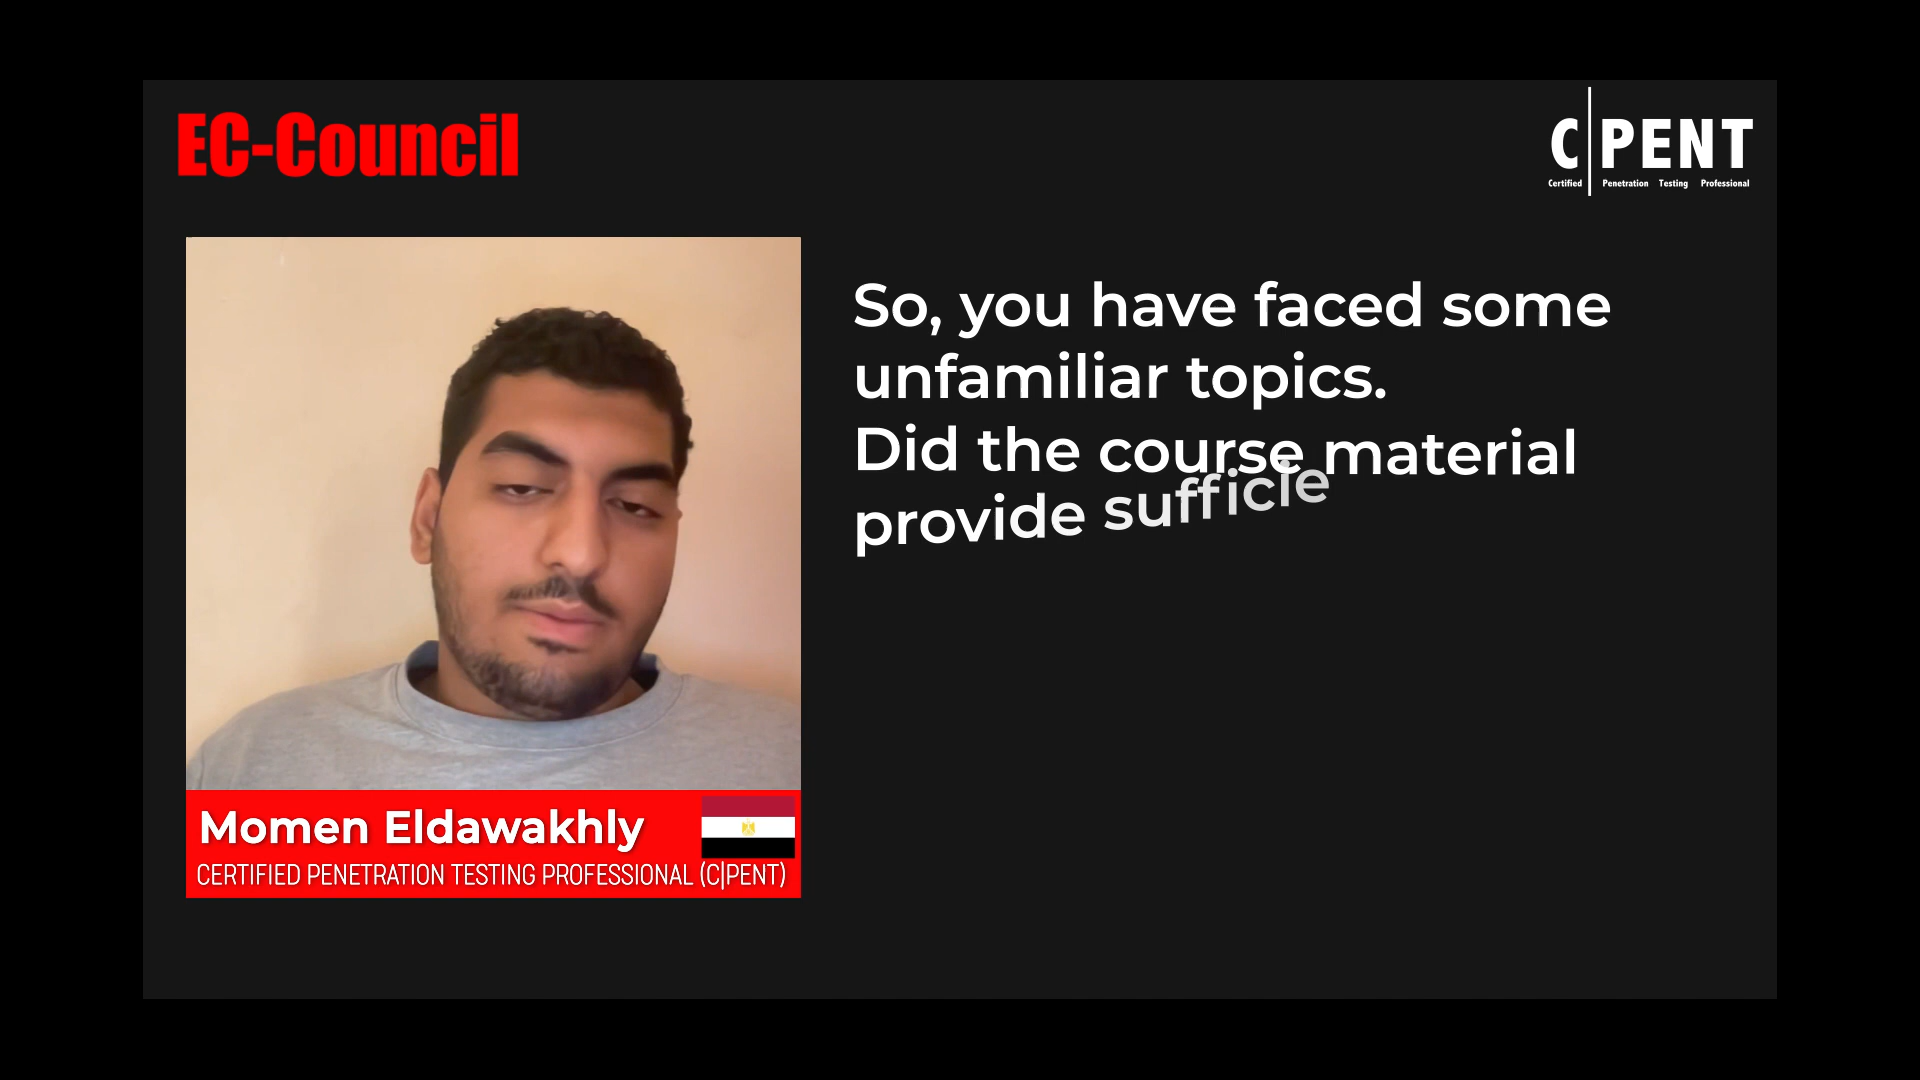 EC-Council
C|PENT
Certified Penetration Testing Professional
So, you have faced some
unfamiliar topics.
Did the course material
provide sufficie
Momen Eldawakhly
CERTIFIED PENETRATION TESTING PROFESSIONAL (C|PENT)